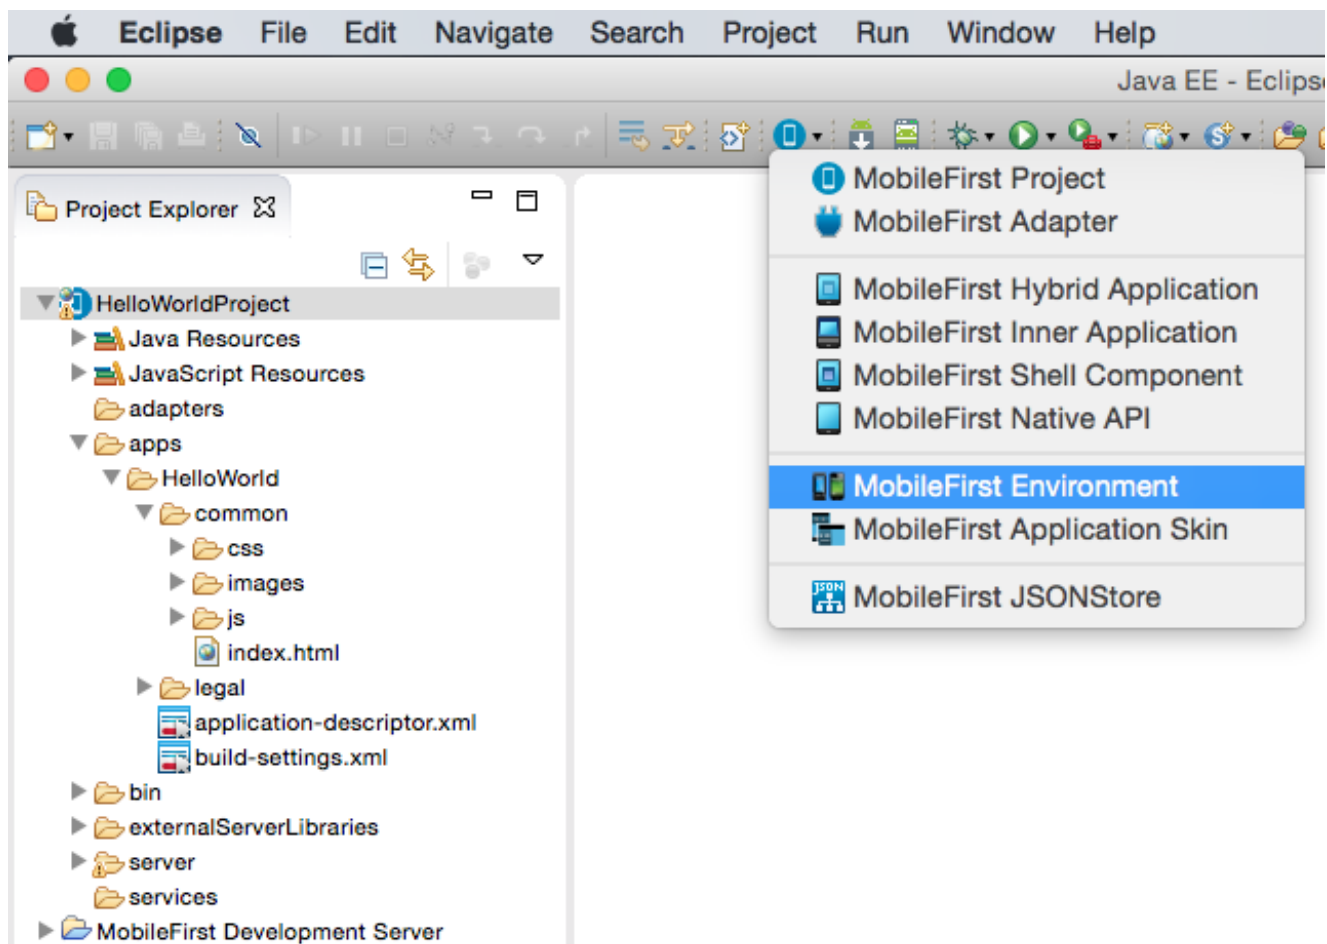 Eclipse File Edit Navigate Search Project Run Window Help
Java EE - Eclips
Project Explorer
MobileFirst Project
MobileFirst Adapter
MobileFirst Hybrid Application
MobileFirst Inner Application
MobileFirst Shell Component
MobileFirst Native API
MobileFirst Environment
MobileFirst Application Skin
JSON MobileFirst JSONStore
HelloWorldProject
Java Resources
JavaScript Resources
adapters
apps
HelloWorld
common
css
images
js
index.html
legal
application-descriptor.xml
build-settings.xml
bin
externalServerLibraries
server
services
MobileFirst Development Server